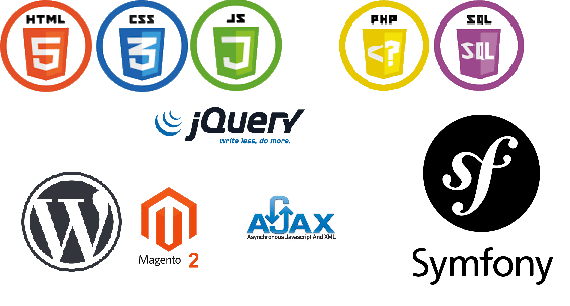 HTML CSS JS PHP SQL
5 3 J <? SQL
jQuery
write less, do more.
W
Magento 2
AJAX
Asynchronous Javascript And XML
sf
Symfony